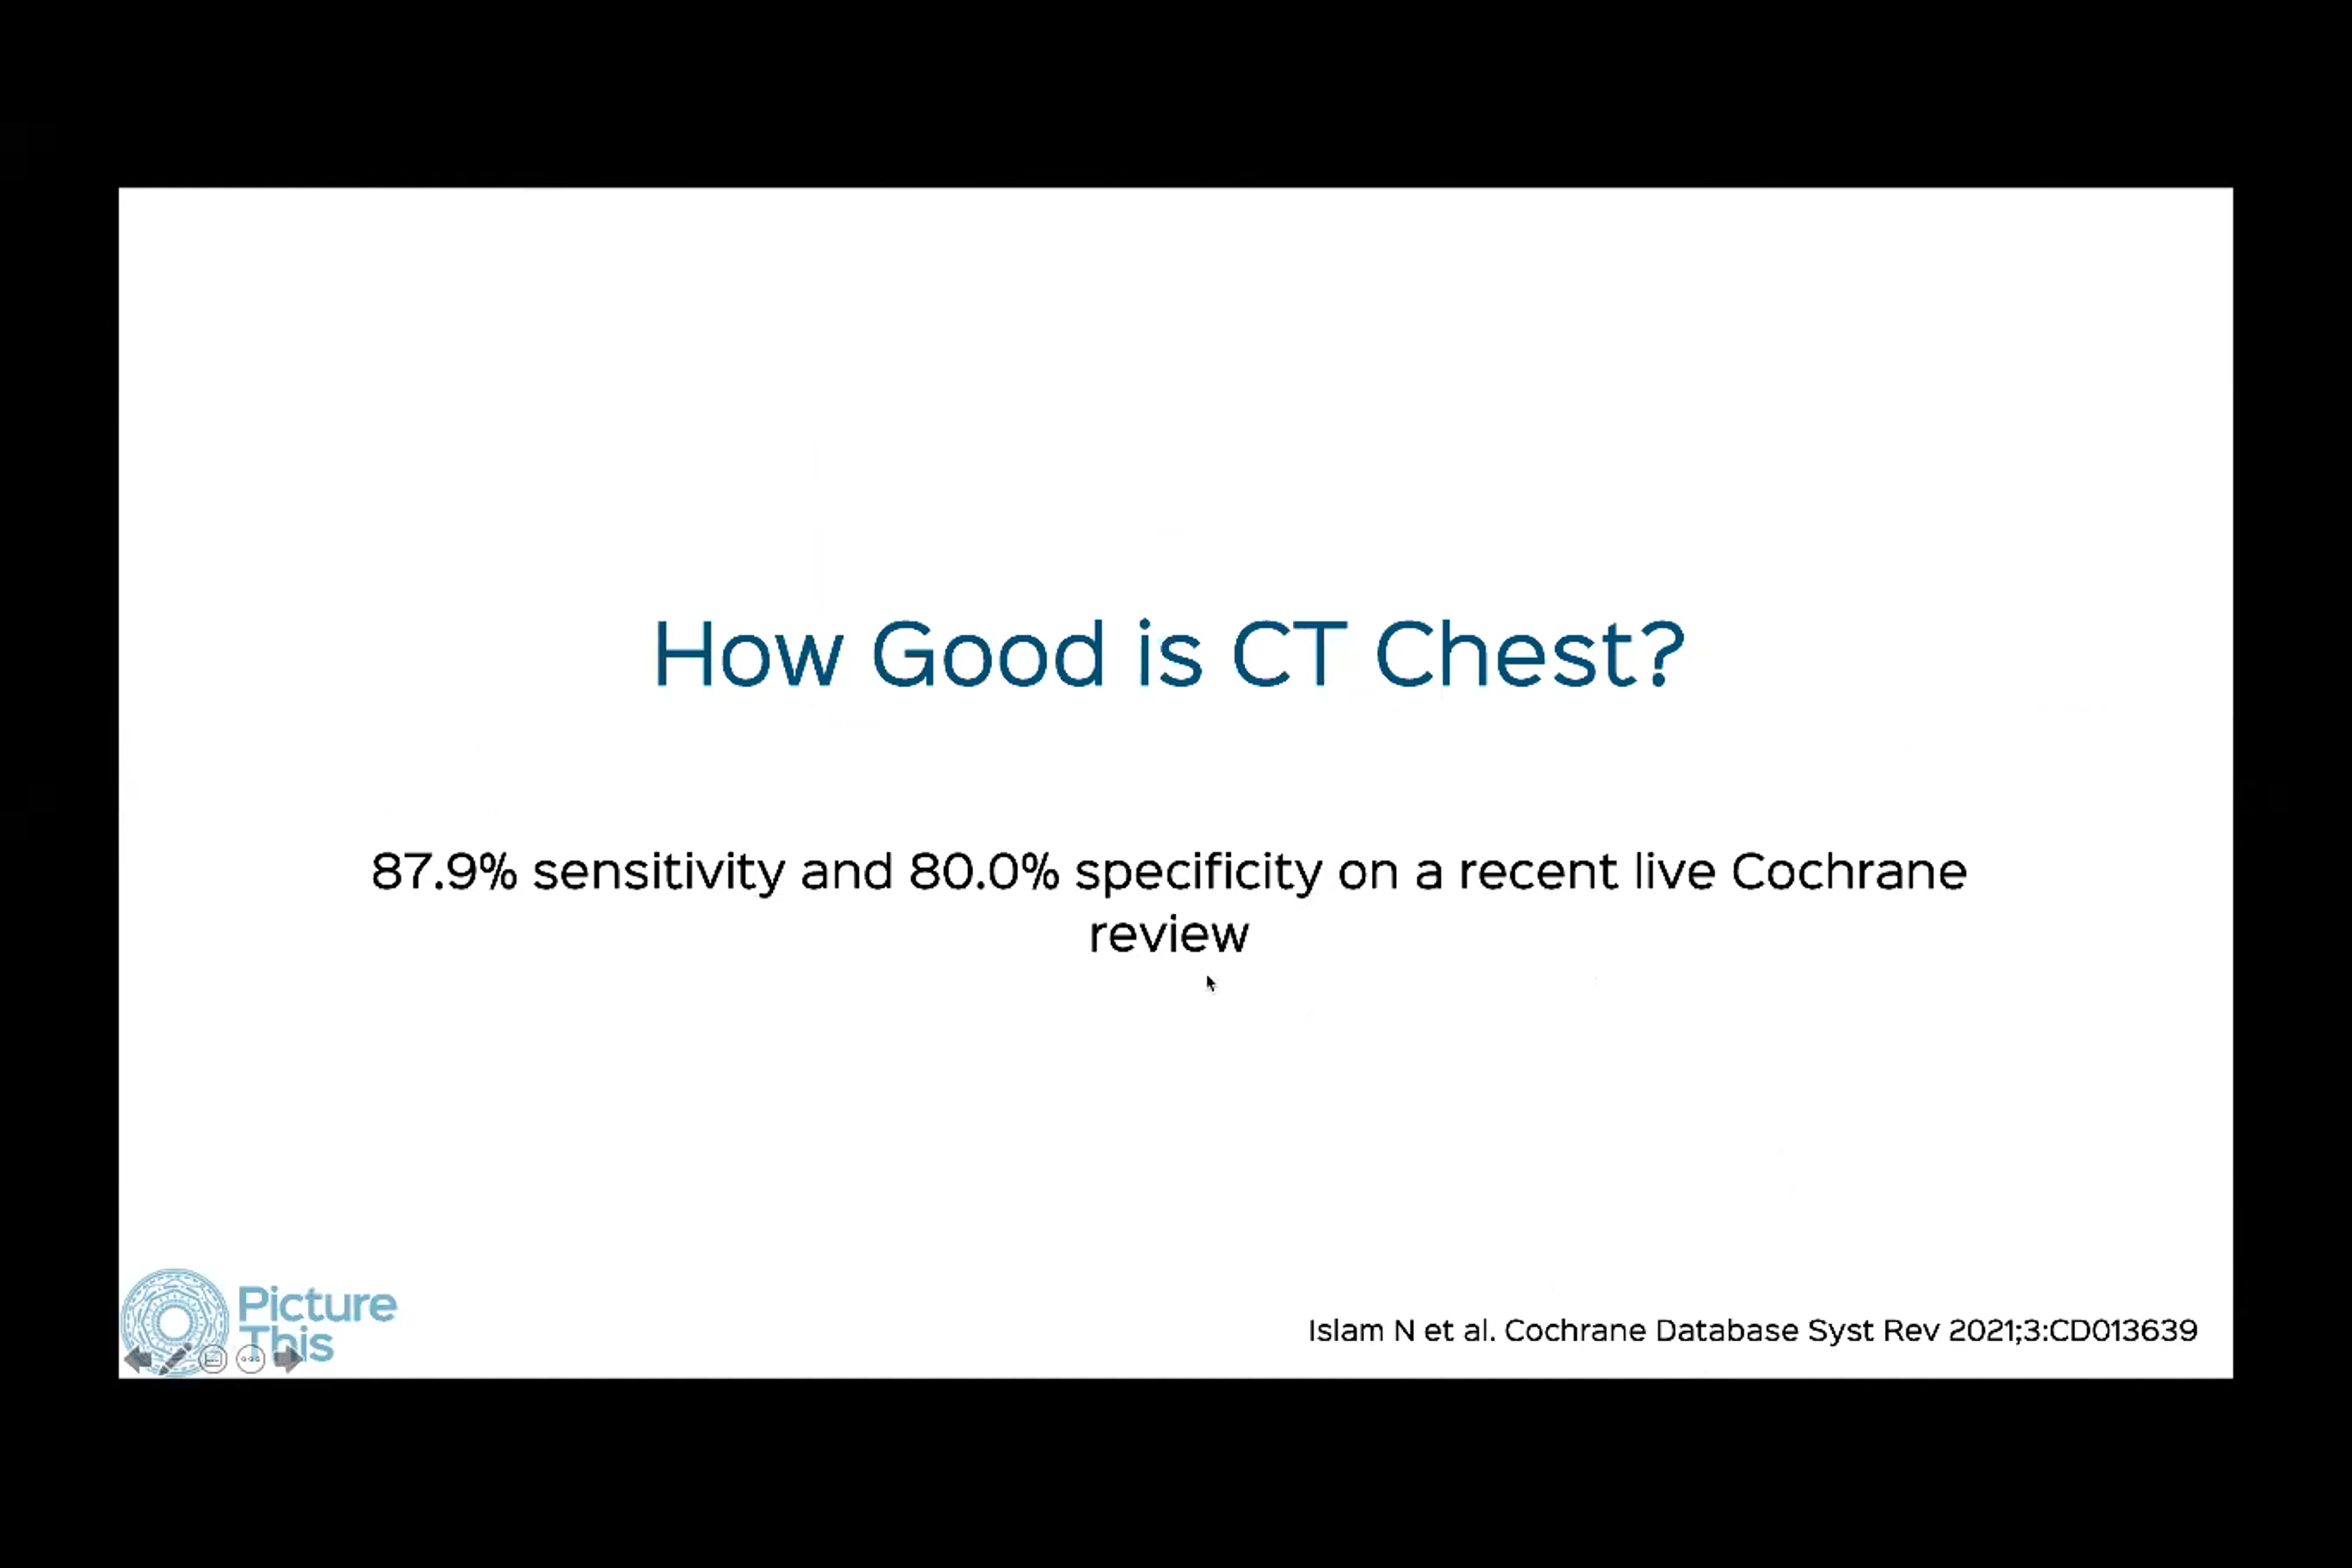 How Good is CT Chest?
87.9% sensitivity and 80.0% specificity on a recent live Cochrane
review
Picture
This
Islam N et al. Cochrane Database Syst Rev 2021;3:CD013639